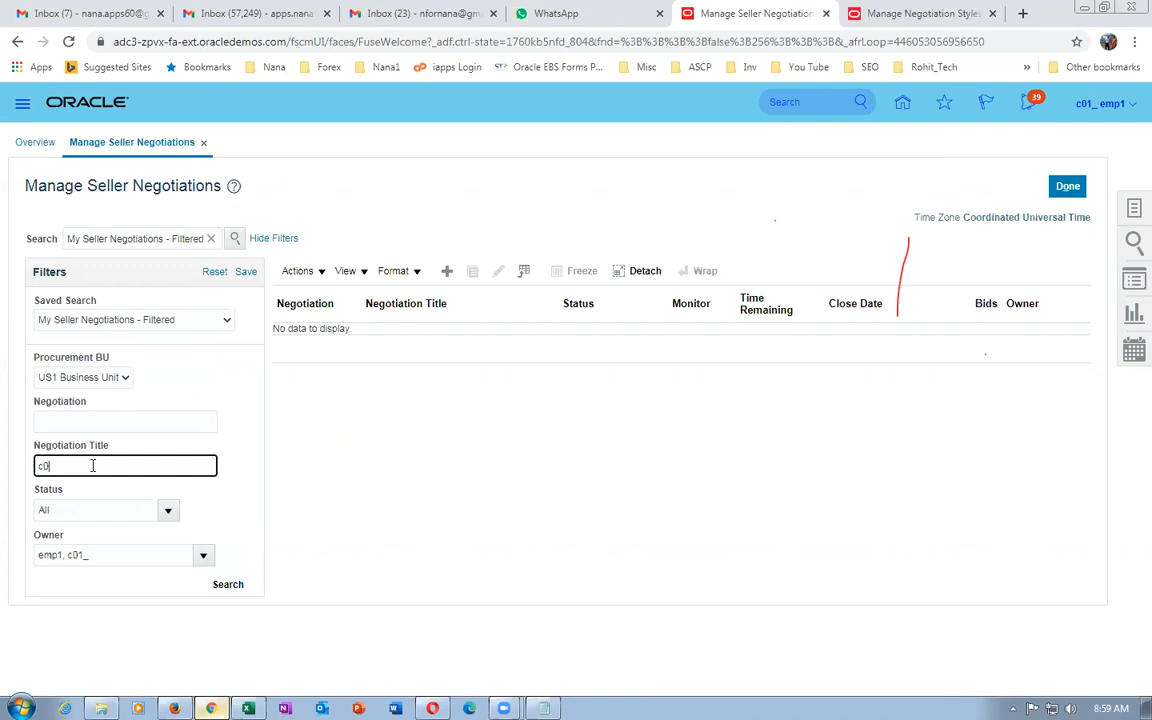 Inbox (7) - nana.apps60@g
Inbox (57,249) - apps.nana
Inbox (23) - nfornana@gm
WhatsApp
Manage Seller Negotiation
Manage Negotiation Styles
adc3-zpvx-fa-ext.oracledemos.com/fscmUI/faces/FuseWelcome?_adf.ctrl-state=1760kb5nfd_804&fnd=%3B%3B%3B%3Bfalse%3B256%3B%3B%3B&_afrLoop=446053056956650
Apps
Suggested Sites
Bookmarks
Nana
Forex
Nana1
iapps Login
Oracle EBS Forms P...
Misc
ASCP
Inv
You Tube
SEO
Rohit_Tech
»
Other bookmarks
ORACLE
Search
39
c01_ emp1
Overview
Manage Seller Negotiations
Manage Seller Negotiations
Done
Time Zone Coordinated Universal Time
Search My Seller Negotiations - Filtered Hide Filters
Filters Reset Save
Actions View Format Freeze Detach Wrap
Saved Search
My Seller Negotiations - Filtered
Negotiation Negotiation Title Status Monitor Time Remaining Close Date Bids Owner
No data to display.
Procurement BU
US1 Business Unit
Negotiation
Negotiation Title
c0
Status
All
Owner
emp1, c01_
Search
8:59 AM